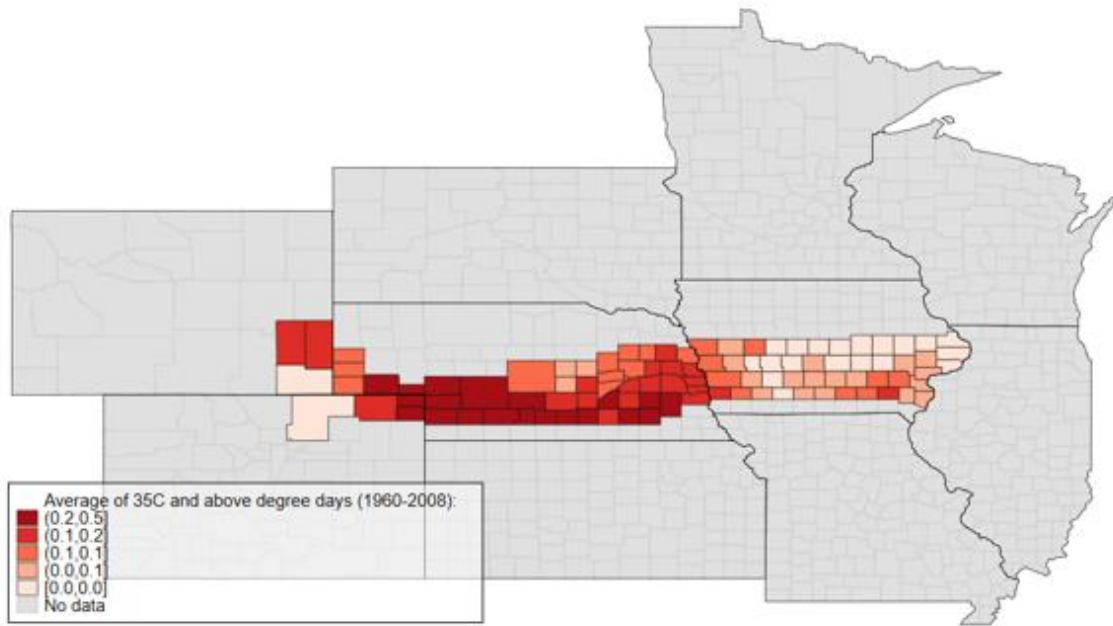 Average of 35C and above degree days (1960-2008):
(0.2,0.5]
(0.1,0.2]
(0.1,0.1]
(0.0,0.1]
[0.0,0.0]
No data